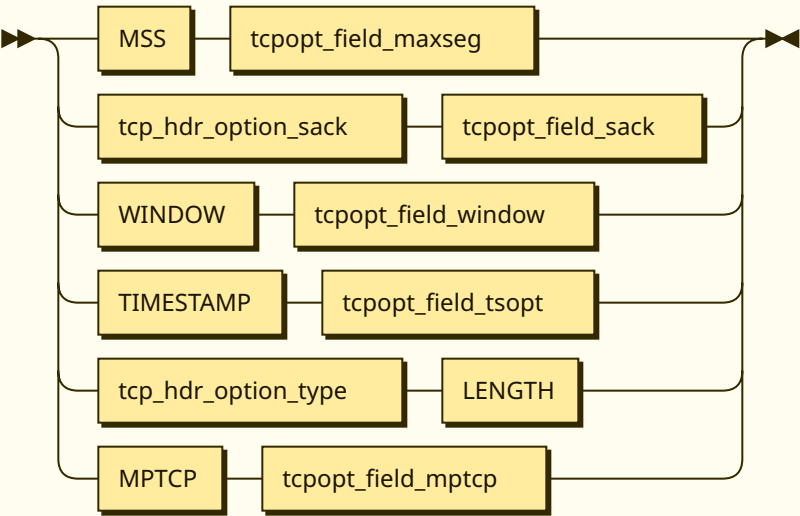 MSS tcpopt_field_maxseg
tcp_hdr_option_sack tcpopt_field_sack
WINDOW tcpopt_field_window
TIMESTAMP tcpopt_field_tsopt
tcp_hdr_option_type LENGTH
MPTCP tcpopt_field_mptcp